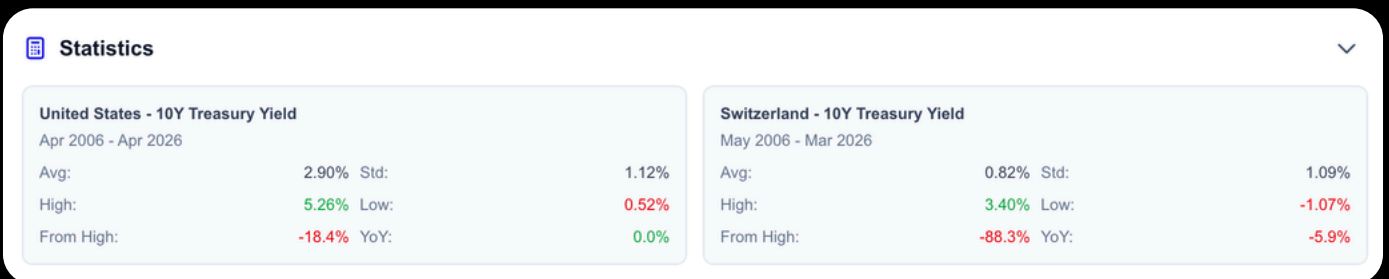 Statistics
United States - 10Y Treasury Yield
Apr 2006 - Apr 2026
Avg: 2.90% Std: 1.12%
High: 5.26% Low: 0.52%
From High: -18.4% YoY: 0.0%
Switzerland - 10Y Treasury Yield
May 2006 - Mar 2026
Avg: 0.82% Std: 1.09%
High: 3.40% Low: -1.07%
From High: -88.3% YoY: -5.9%